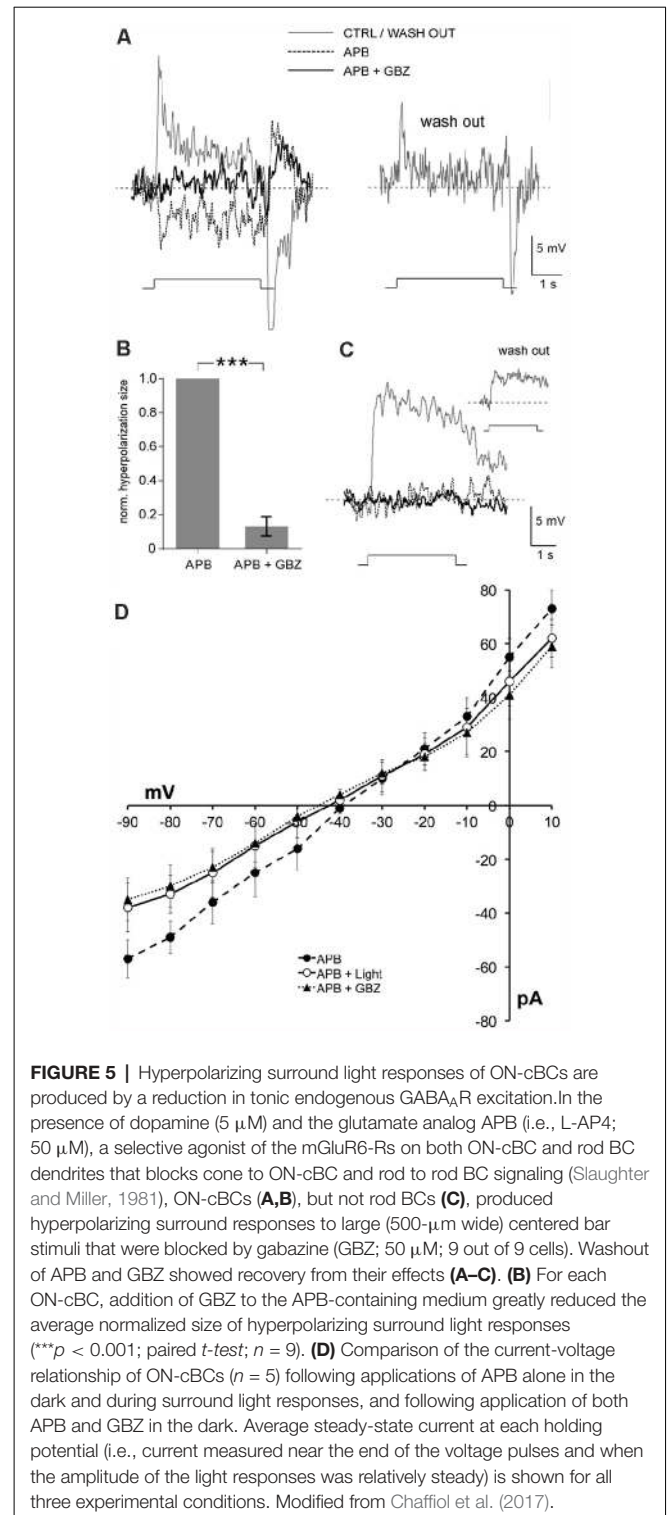 A
CTRL / WASH OUT
APB
APB + GBZ
wash out
5 mV
1 s
B
***
norm. hyperpolarization size
1.0
0.8
0.6
0.4
0.2
0
APB
APB + GBZ
C
wash out
5 mV
1 s
D
80
60
40
20
0
mV
-90 -80 -70 -60 -50 -40 -30 -20 -10 0 10
-20
-40
-60
-80
APB
APB + Light
APB + GBZ
pA
FIGURE 5 | Hyperpolarizing surround light responses of ON-cBCs are
produced by a reduction in tonic endogenous GABAAR excitation.In the
presence of dopamine (5 μM) and the glutamate analog APB (i.e., L-AP4;
50 μM), a selective agonist of the mGluR6-Rs on both ON-cBC and rod BC
dendrites that blocks cone to ON-cBC and rod to rod BC signaling (Slaughter
and Miller, 1981), ON-cBCs (A,B), but not rod BCs (C), produced
hyperpolarizing surround responses to large (500-μm wide) centered bar
stimuli that were blocked by gabazine (GBZ; 50 μM; 9 out of 9 cells). Washout
of APB and GBZ showed recovery from their effects (A–C). (B) For each
ON-cBC, addition of GBZ to the APB-containing medium greatly reduced the
average normalized size of hyperpolarizing surround light responses
(***p < 0.001; paired t-test; n = 9). (D) Comparison of the current-voltage
relationship of ON-cBCs (n = 5) following applications of APB alone in the
dark and during surround light responses, and following application of both
APB and GBZ in the dark. Average steady-state current at each holding
potential (i.e., current measured near the end of the voltage pulses and when
the amplitude of the light responses was relatively steady) is shown for all
three experimental conditions. Modified from Chaffiol et al. (2017).